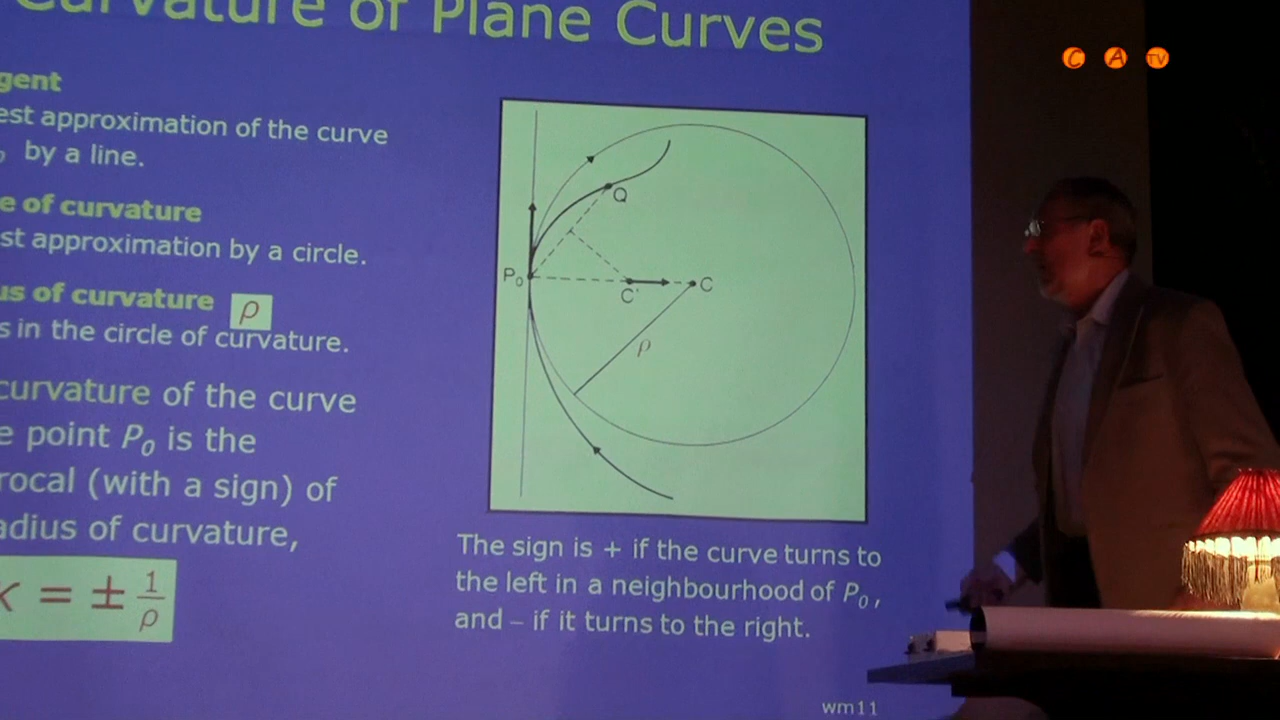 Curvature of Plane Curves
C A TV
gent
est approximation of the curve
0 by a line.
e of curvature
st approximation by a circle.
us of curvature ρ
s in the circle of curvature.
curvature of the curve
e point P0 is the
rocal (with a sign) of
adius of curvature,
κ = ± 1/ρ
Q
P0
C'
C
ρ
The sign is + if the curve turns to
the left in a neighbourhood of P0,
and – if it turns to the right.
wm11